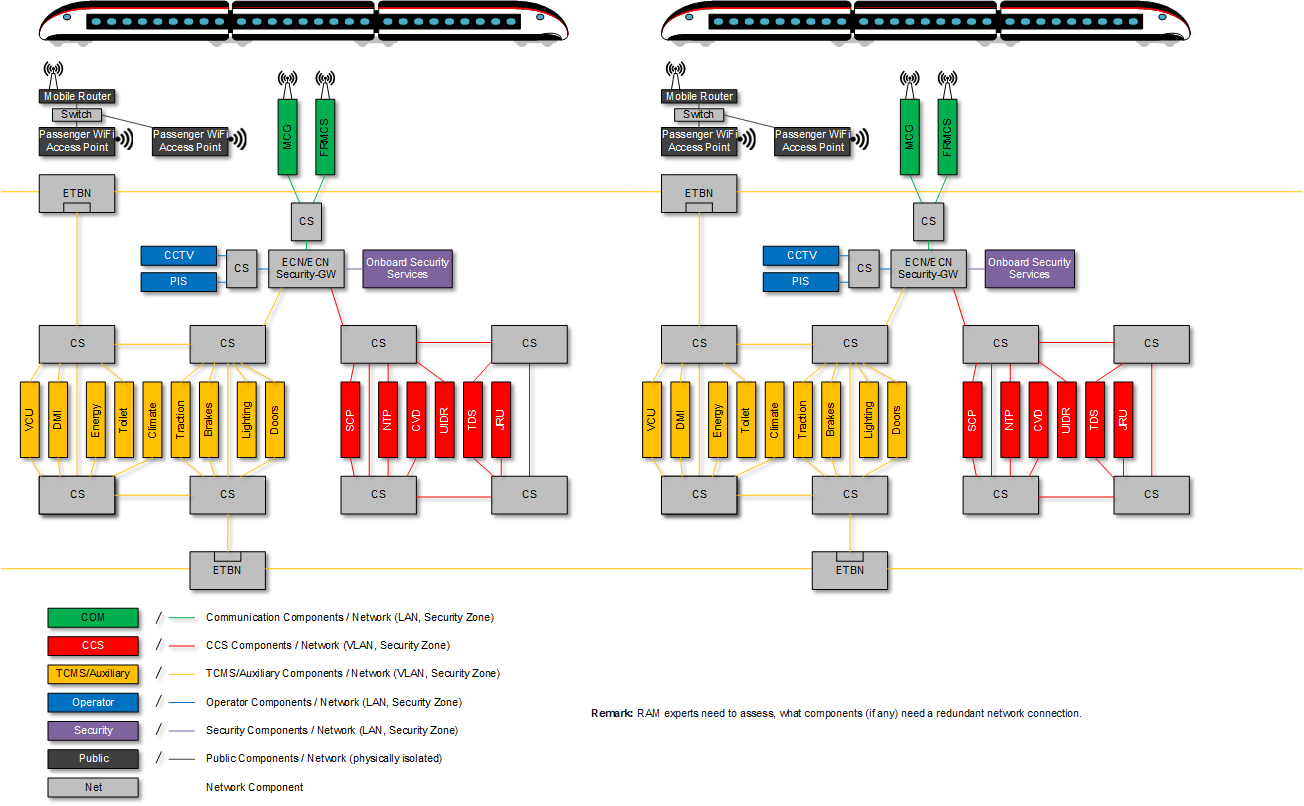 Mobile Router
Switch
Passenger WiFi
Access Point
Passenger WiFi
Access Point
MCG
FRMCS
ETBN
CS
CCTV
PIS
CS
ECN/ECN
Security-GW
Onboard Security
Services
CS
CS
CS
CS
VCU
DMI
Energy
Toilet
Climate
Traction
Brakes
Lighting
Doors
SCP
NTP
CVD
UIDR
TDS
JRU
CS
CS
CS
CS
ETBN
Mobile Router
Switch
Passenger WiFi
Access Point
Passenger WiFi
Access Point
MCG
FRMCS
ETBN
CS
CCTV
PIS
CS
ECN/ECN
Security-GW
Onboard Security
Services
CS
CS
CS
CS
VCU
DMI
Energy
Toilet
Climate
Traction
Brakes
Lighting
Doors
SCP
NTP
CVD
UIDR
TDS
JRU
CS
CS
CS
CS
ETBN
COM / Communication Components / Network (LAN, Security Zone)
CCS / CCS Components / Network (VLAN, Security Zone)
TCMS/Auxiliary / TCMS/Auxiliary Components / Network (VLAN, Security Zone)
Operator / Operator Components / Network (LAN, Security Zone)
Security / Security Components / Network (LAN, Security Zone)
Public / Public Components / Network (physically isolated)
Net Network Component
Remark: RAM experts need to assess, what components (if any) need a redundant network connection.